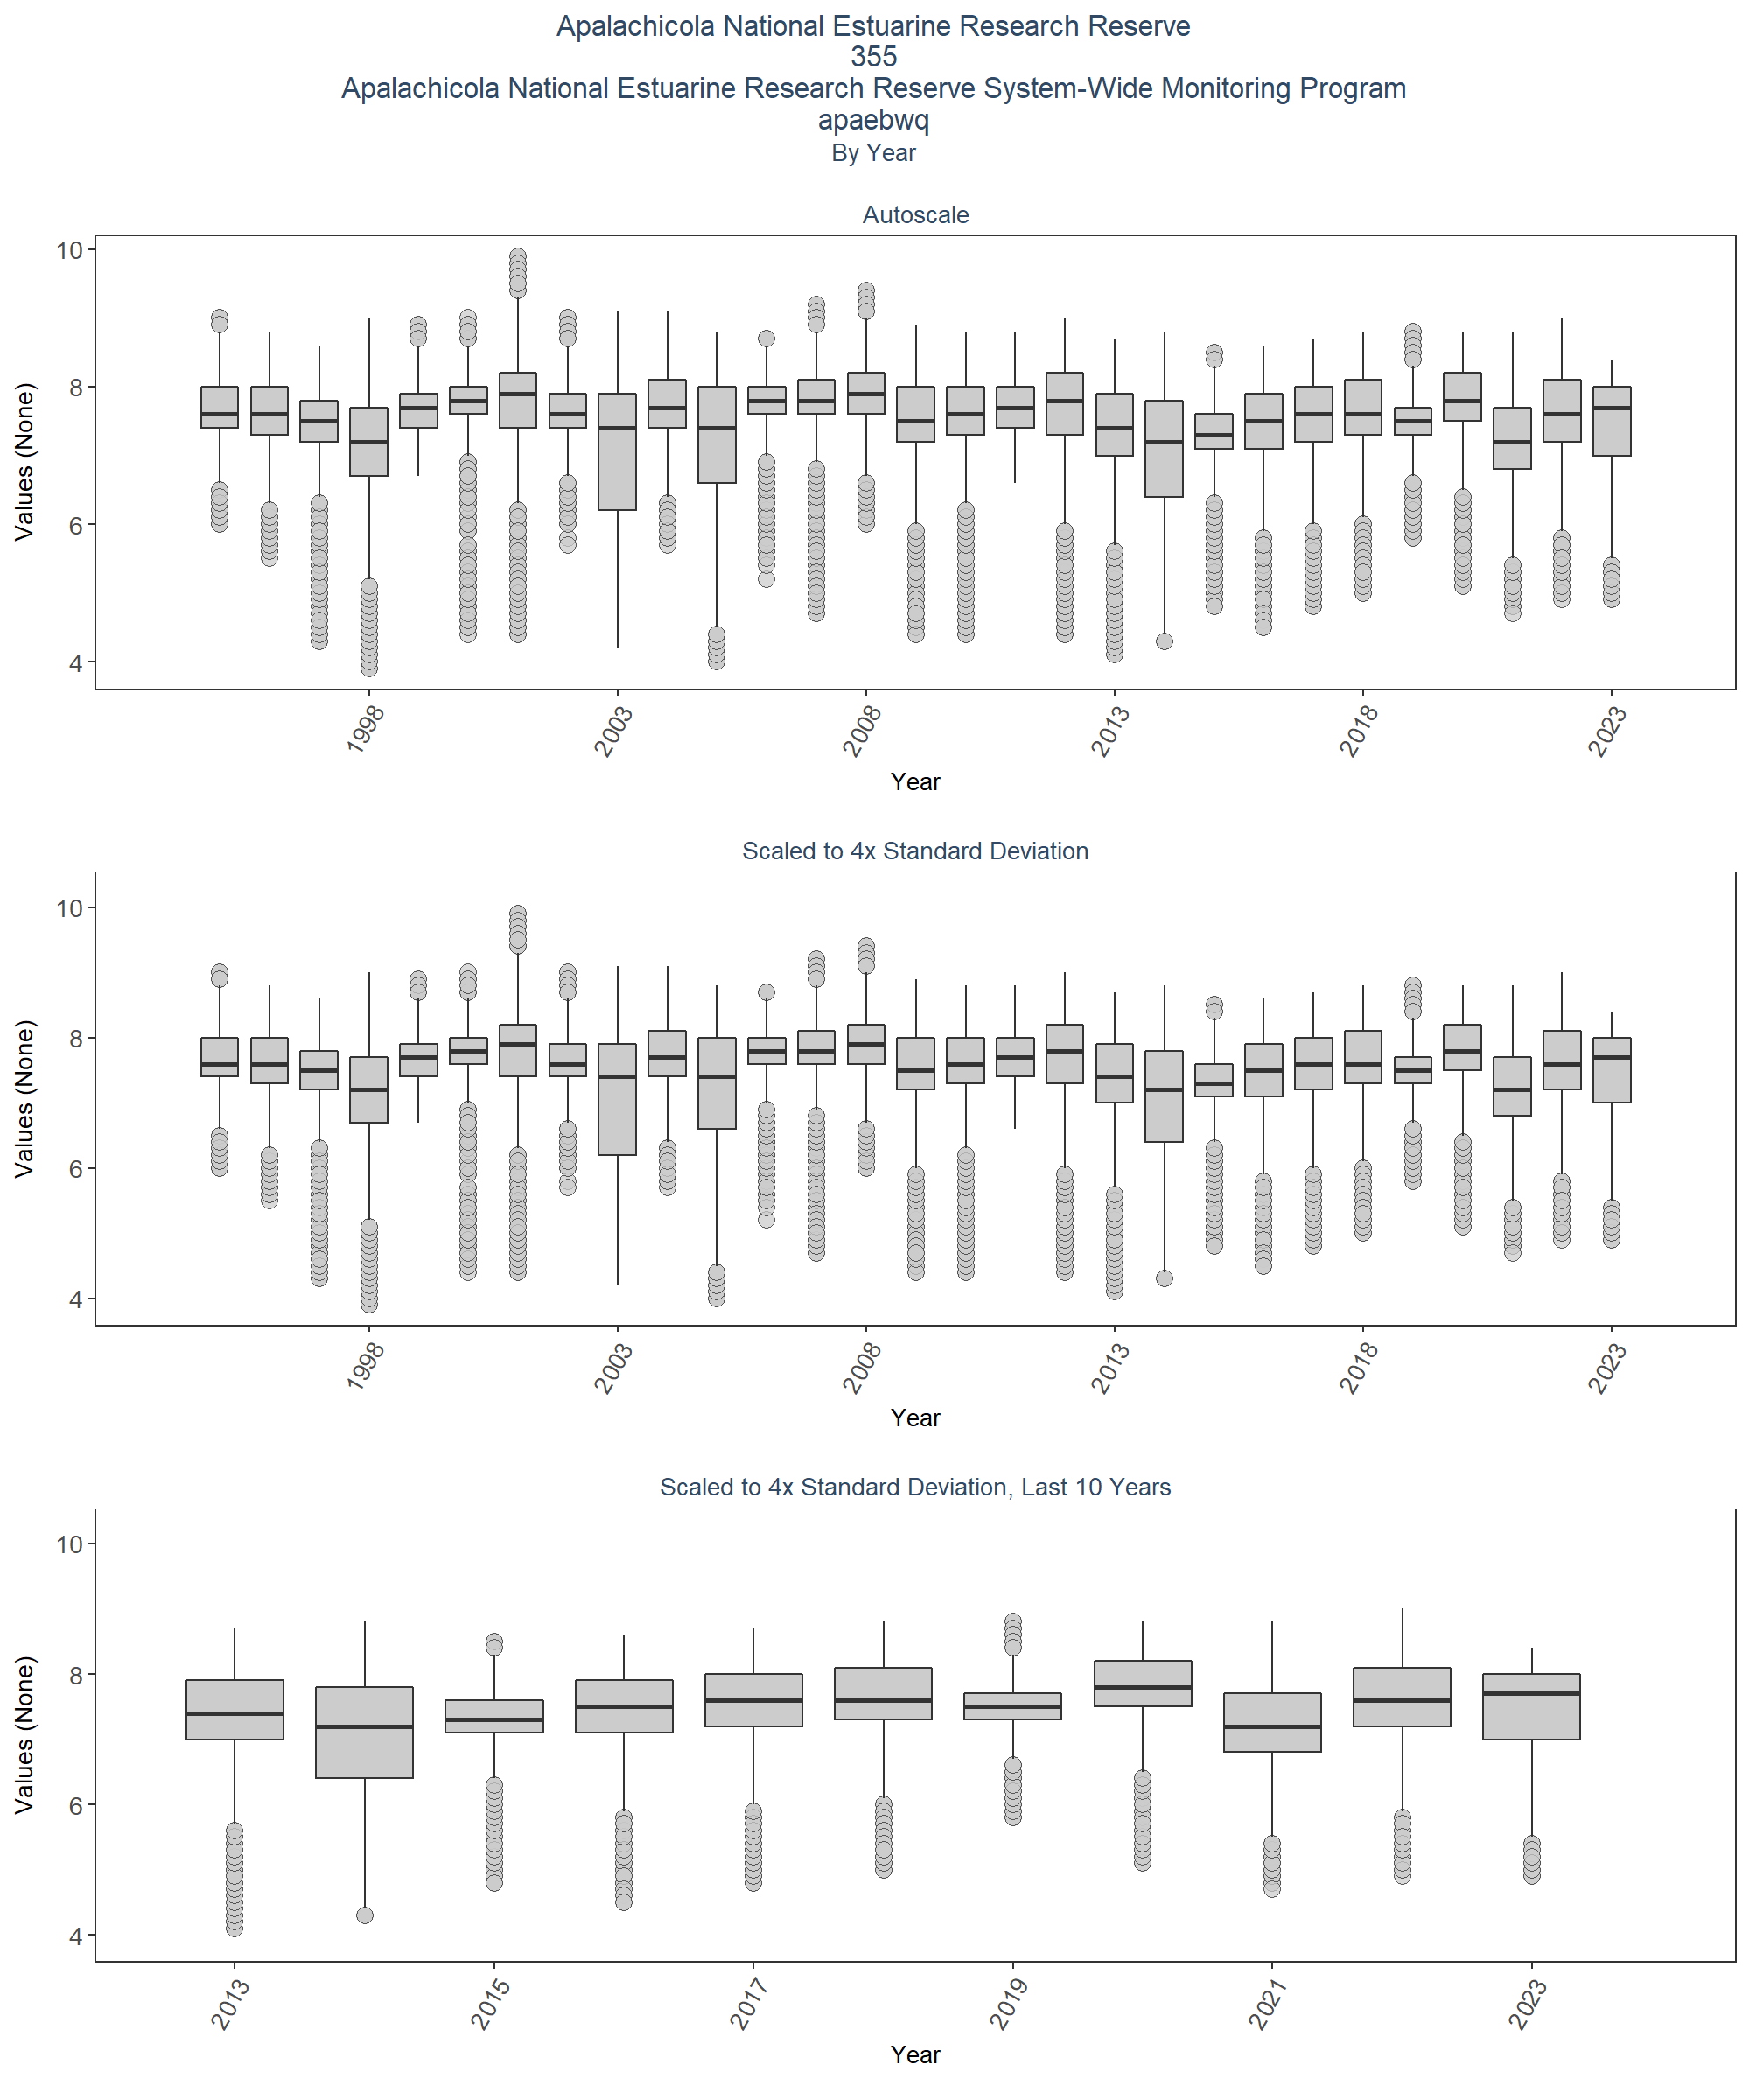 Apalachicola National Estuarine Research Reserve
355
Apalachicola National Estuarine Research Reserve System-Wide Monitoring Program
apaebwq
By Year
Autoscale
Values (None)
10
8
6
4
1998 2003 2008 2013 2018 2023
Year
Scaled to 4x Standard Deviation
Values (None)
10
8
6
4
1998 2003 2008 2013 2018 2023
Year
Scaled to 4x Standard Deviation, Last 10 Years
Values (None)
10
8
6
4
2013 2015 2017 2019 2021 2023
Year